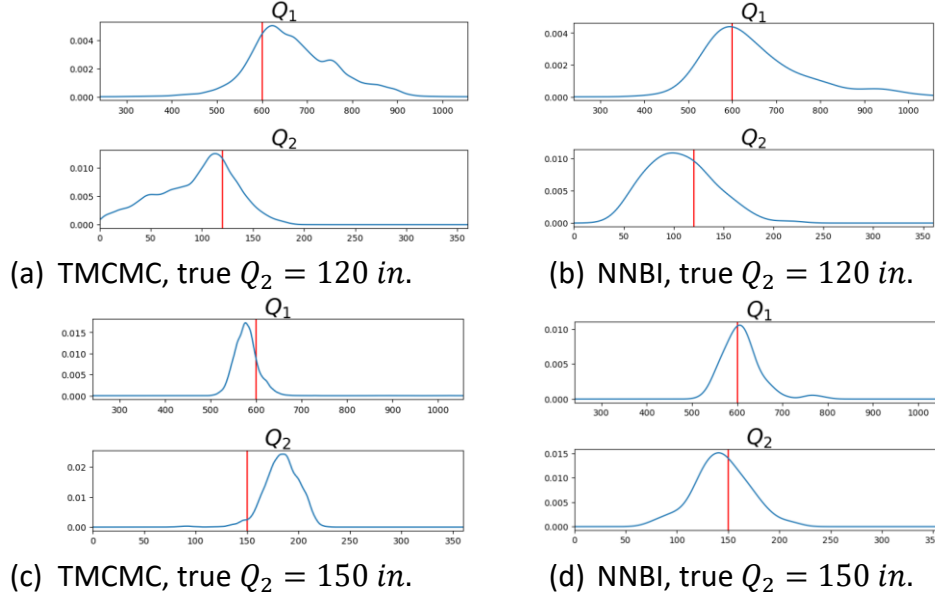 Q₁
0.004
0.002
0.000
300 400 500 600 700 800 900 1000
Q₂
0.010
0.005
0.000
0 50 100 150 200 250 300 350
(a) TMCMC, true Q₂ = 120 in.
Q₁
0.004
0.002
0.000
300 400 500 600 700 800 900 1000
Q₂
0.010
0.005
0.000
0 50 100 150 200 250 300 350
(b) NNBI, true Q₂ = 120 in.
Q₁
0.015
0.010
0.005
0.000
300 400 500 600 700 800 900 1000
Q₂
0.02
0.01
0.00
0 50 100 150 200 250 300 350
(c) TMCMC, true Q₂ = 150 in.
Q₁
0.010
0.005
0.000
300 400 500 600 700 800 900 1000
Q₂
0.015
0.010
0.005
0.000
0 50 100 150 200 250 300 350
(d) NNBI, true Q₂ = 150 in.